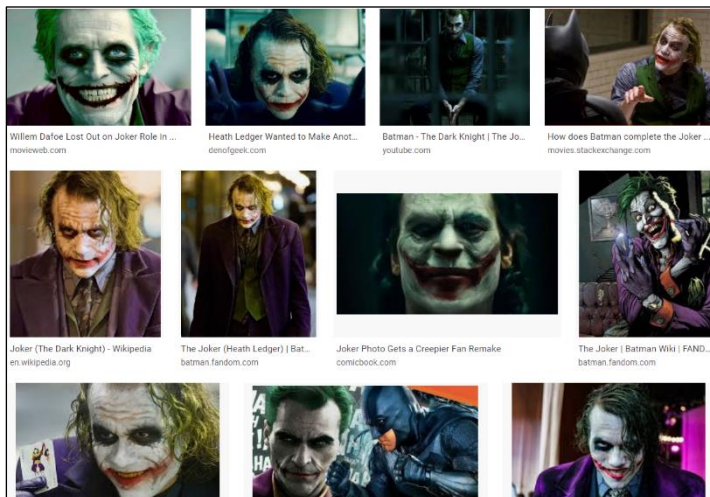 Willem Dafoe Lost Out on Joker Role In ...
movieweb.com
Heath Ledger Wanted to Make Anot...
denofgeek.com
Batman - The Dark Knight | The Jo...
youtube.com
How does Batman complete the Joker ...
movies.stackexchange.com
Joker (The Dark Knight) - Wikipedia
en.wikipedia.org
The Joker (Heath Ledger) | Bat...
batman.fandom.com
Joker Photo Gets a Creepier Fan Remake
comicbook.com
The Joker | Batman Wiki | FAND...
batman.fandom.com